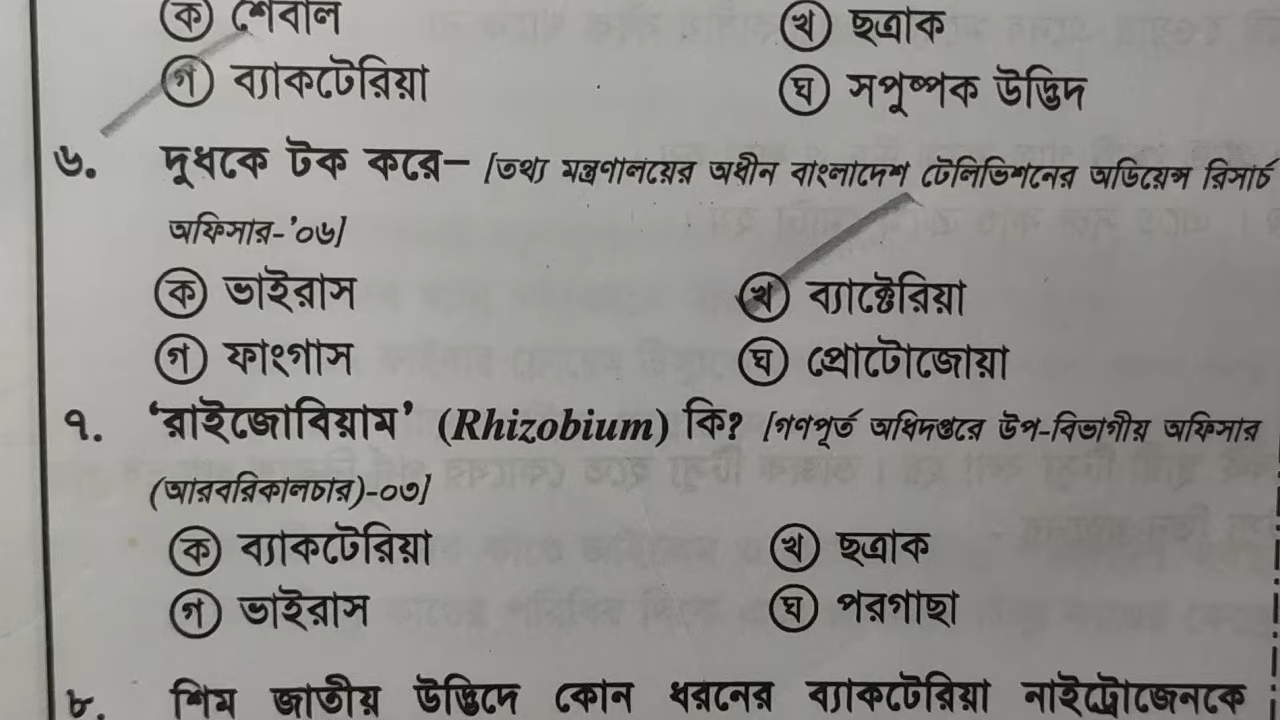 ক শৈবাল খ ছত্রাক
গ ব্যাকটেরিয়া ঘ সপুষ্পক উদ্ভিদ
৬. দুধকে টক করে– [তথ্য মন্ত্রণালয়ের অধীন বাংলাদেশ টেলিভিশনের অডিয়েন্স রিসার্চ
অফিসার-'০৬]
ক ভাইরাস খ ব্যাক্টেরিয়া
গ ফাংগাস ঘ প্রোটোজোয়া
৭. ‘রাইজোবিয়াম’ (Rhizobium) কি? [গণপূর্ত অধিদপ্তরে উপ-বিভাগীয় অফিসার
(আরবরিকালচার)-০৩]
ক ব্যাকটেরিয়া খ ছত্রাক
গ ভাইরাস ঘ পরগাছা
৮. শিম জাতীয় উদ্ভিদে কোন ধরনের ব্যাকটেরিয়া নাইট্রোজেনকে